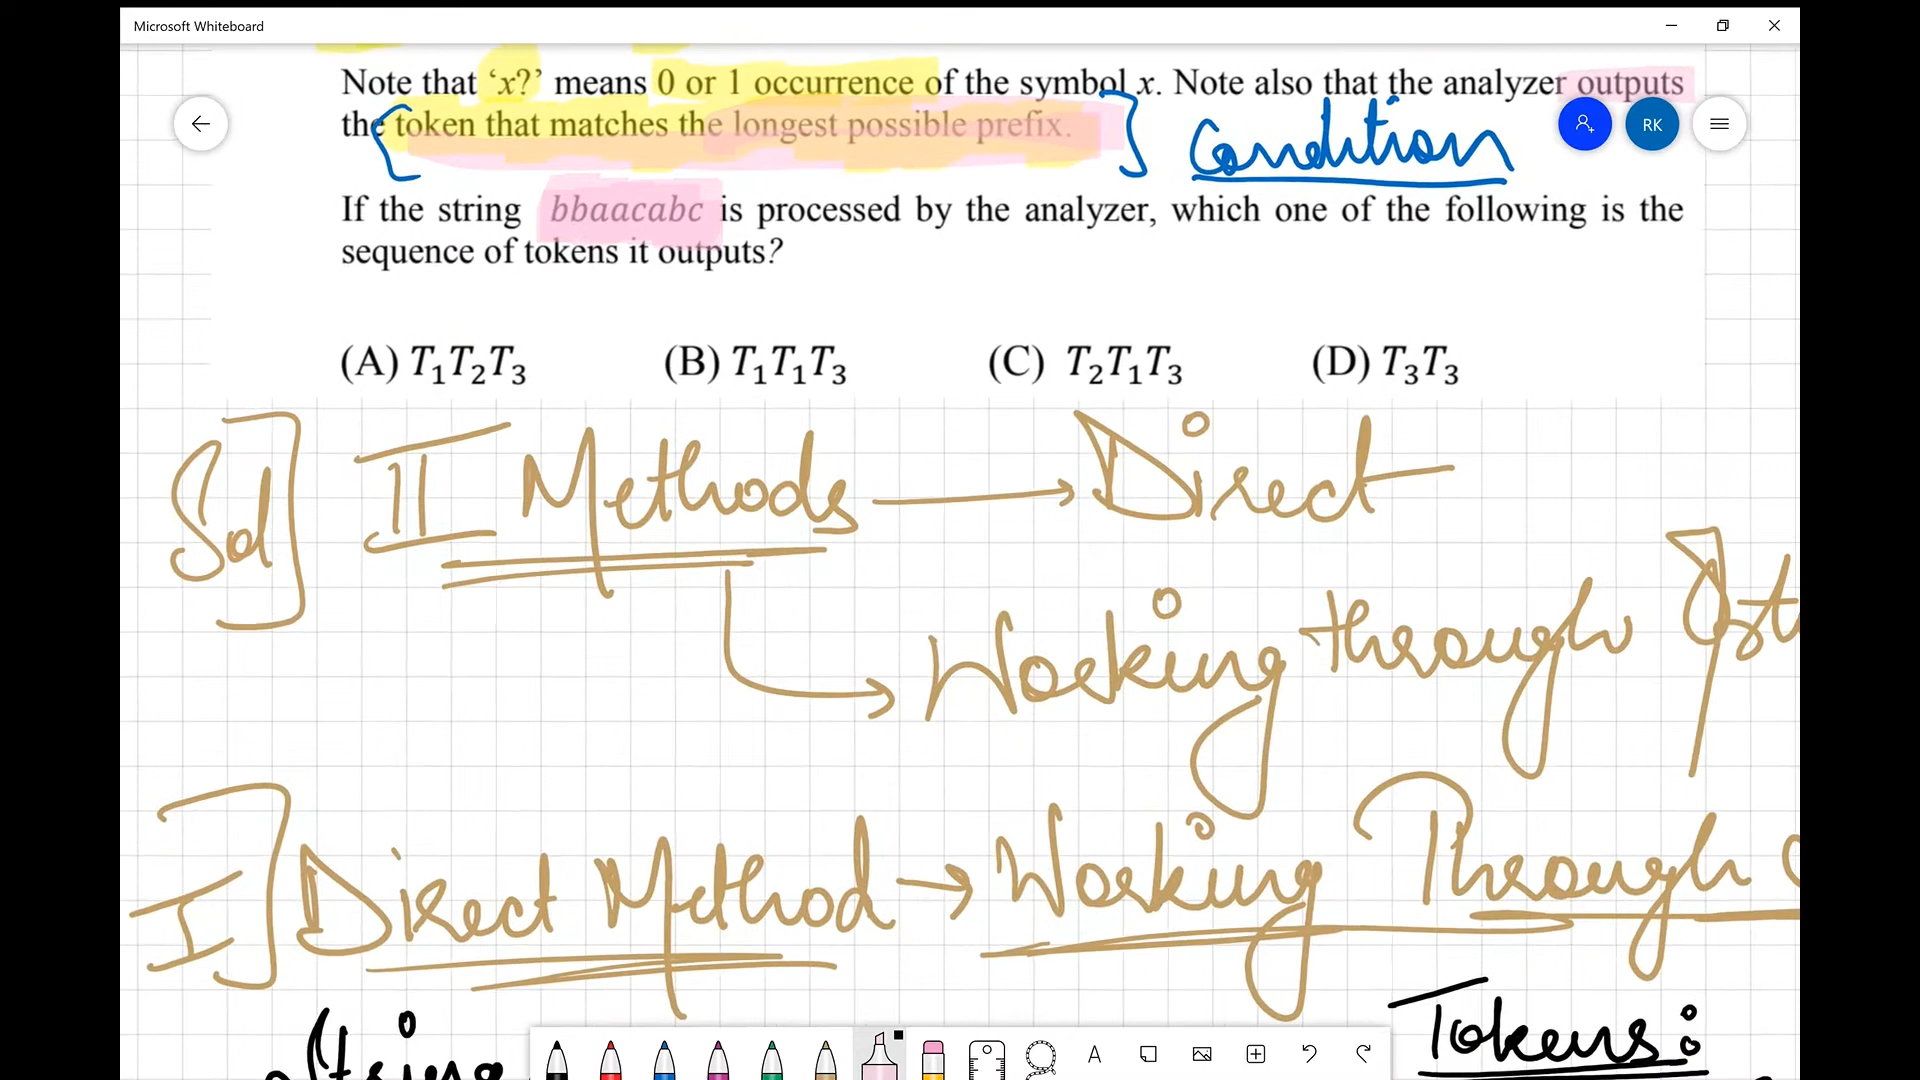 Microsoft Whiteboard
Note that ‘x?’ means 0 or 1 occurrence of the symbol x. Note also that the analyzer outputs
the token that matches the longest possible prefix.
Condition
RK
If the string bbaacabc is processed by the analyzer, which one of the following is the
sequence of tokens it outputs?
(A) T₁T₂T₃ (B) T₁T₁T₃ (C) T₂T₁T₃ (D) T₃T₃
Sol] II Methods → Direct
→ Working through
I] Direct Method → Working Through
String
Tokens: